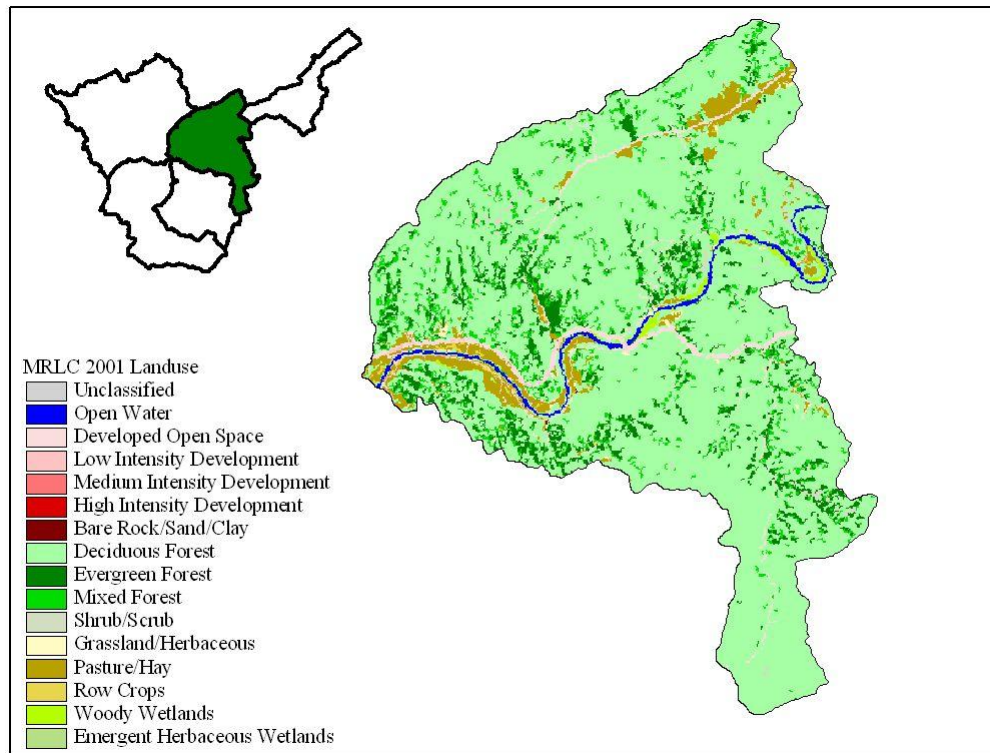 MRLC 2001 Landuse
Unclassified
Open Water
Developed Open Space
Low Intensity Development
Medium Intensity Development
High Intensity Development
Bare Rock/Sand/Clay
Deciduous Forest
Evergreen Forest
Mixed Forest
Shrub/Scrub
Grassland/Herbaceous
Pasture/Hay
Row Crops
Woody Wetlands
Emergent Herbaceous Wetlands